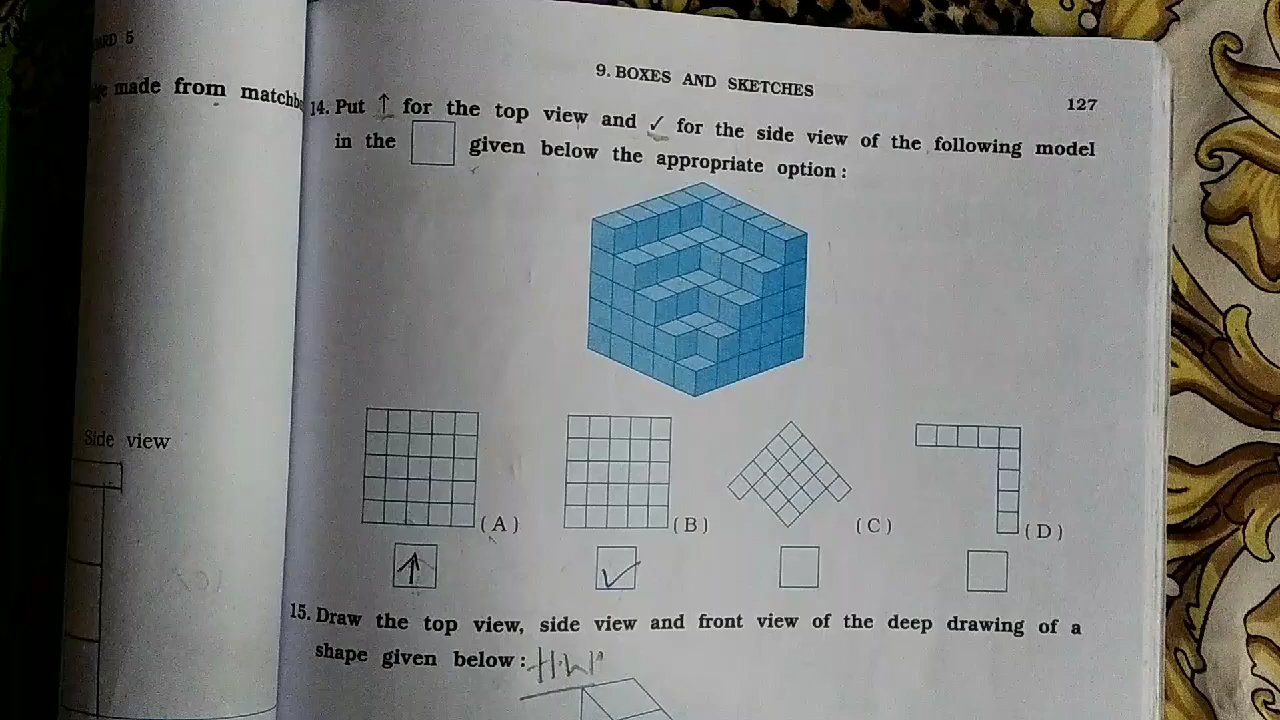 ARD 5
made from matchb
Side view
9. BOXES AND SKETCHES
127
14. Put ↑ for the top view and ✓ for the side view of the following model
in the □ given below the appropriate option :
(A)
(B)
(C)
(D)
↑
✓
15. Draw the top view, side view and front view of the deep drawing of a
shape given below : H.W